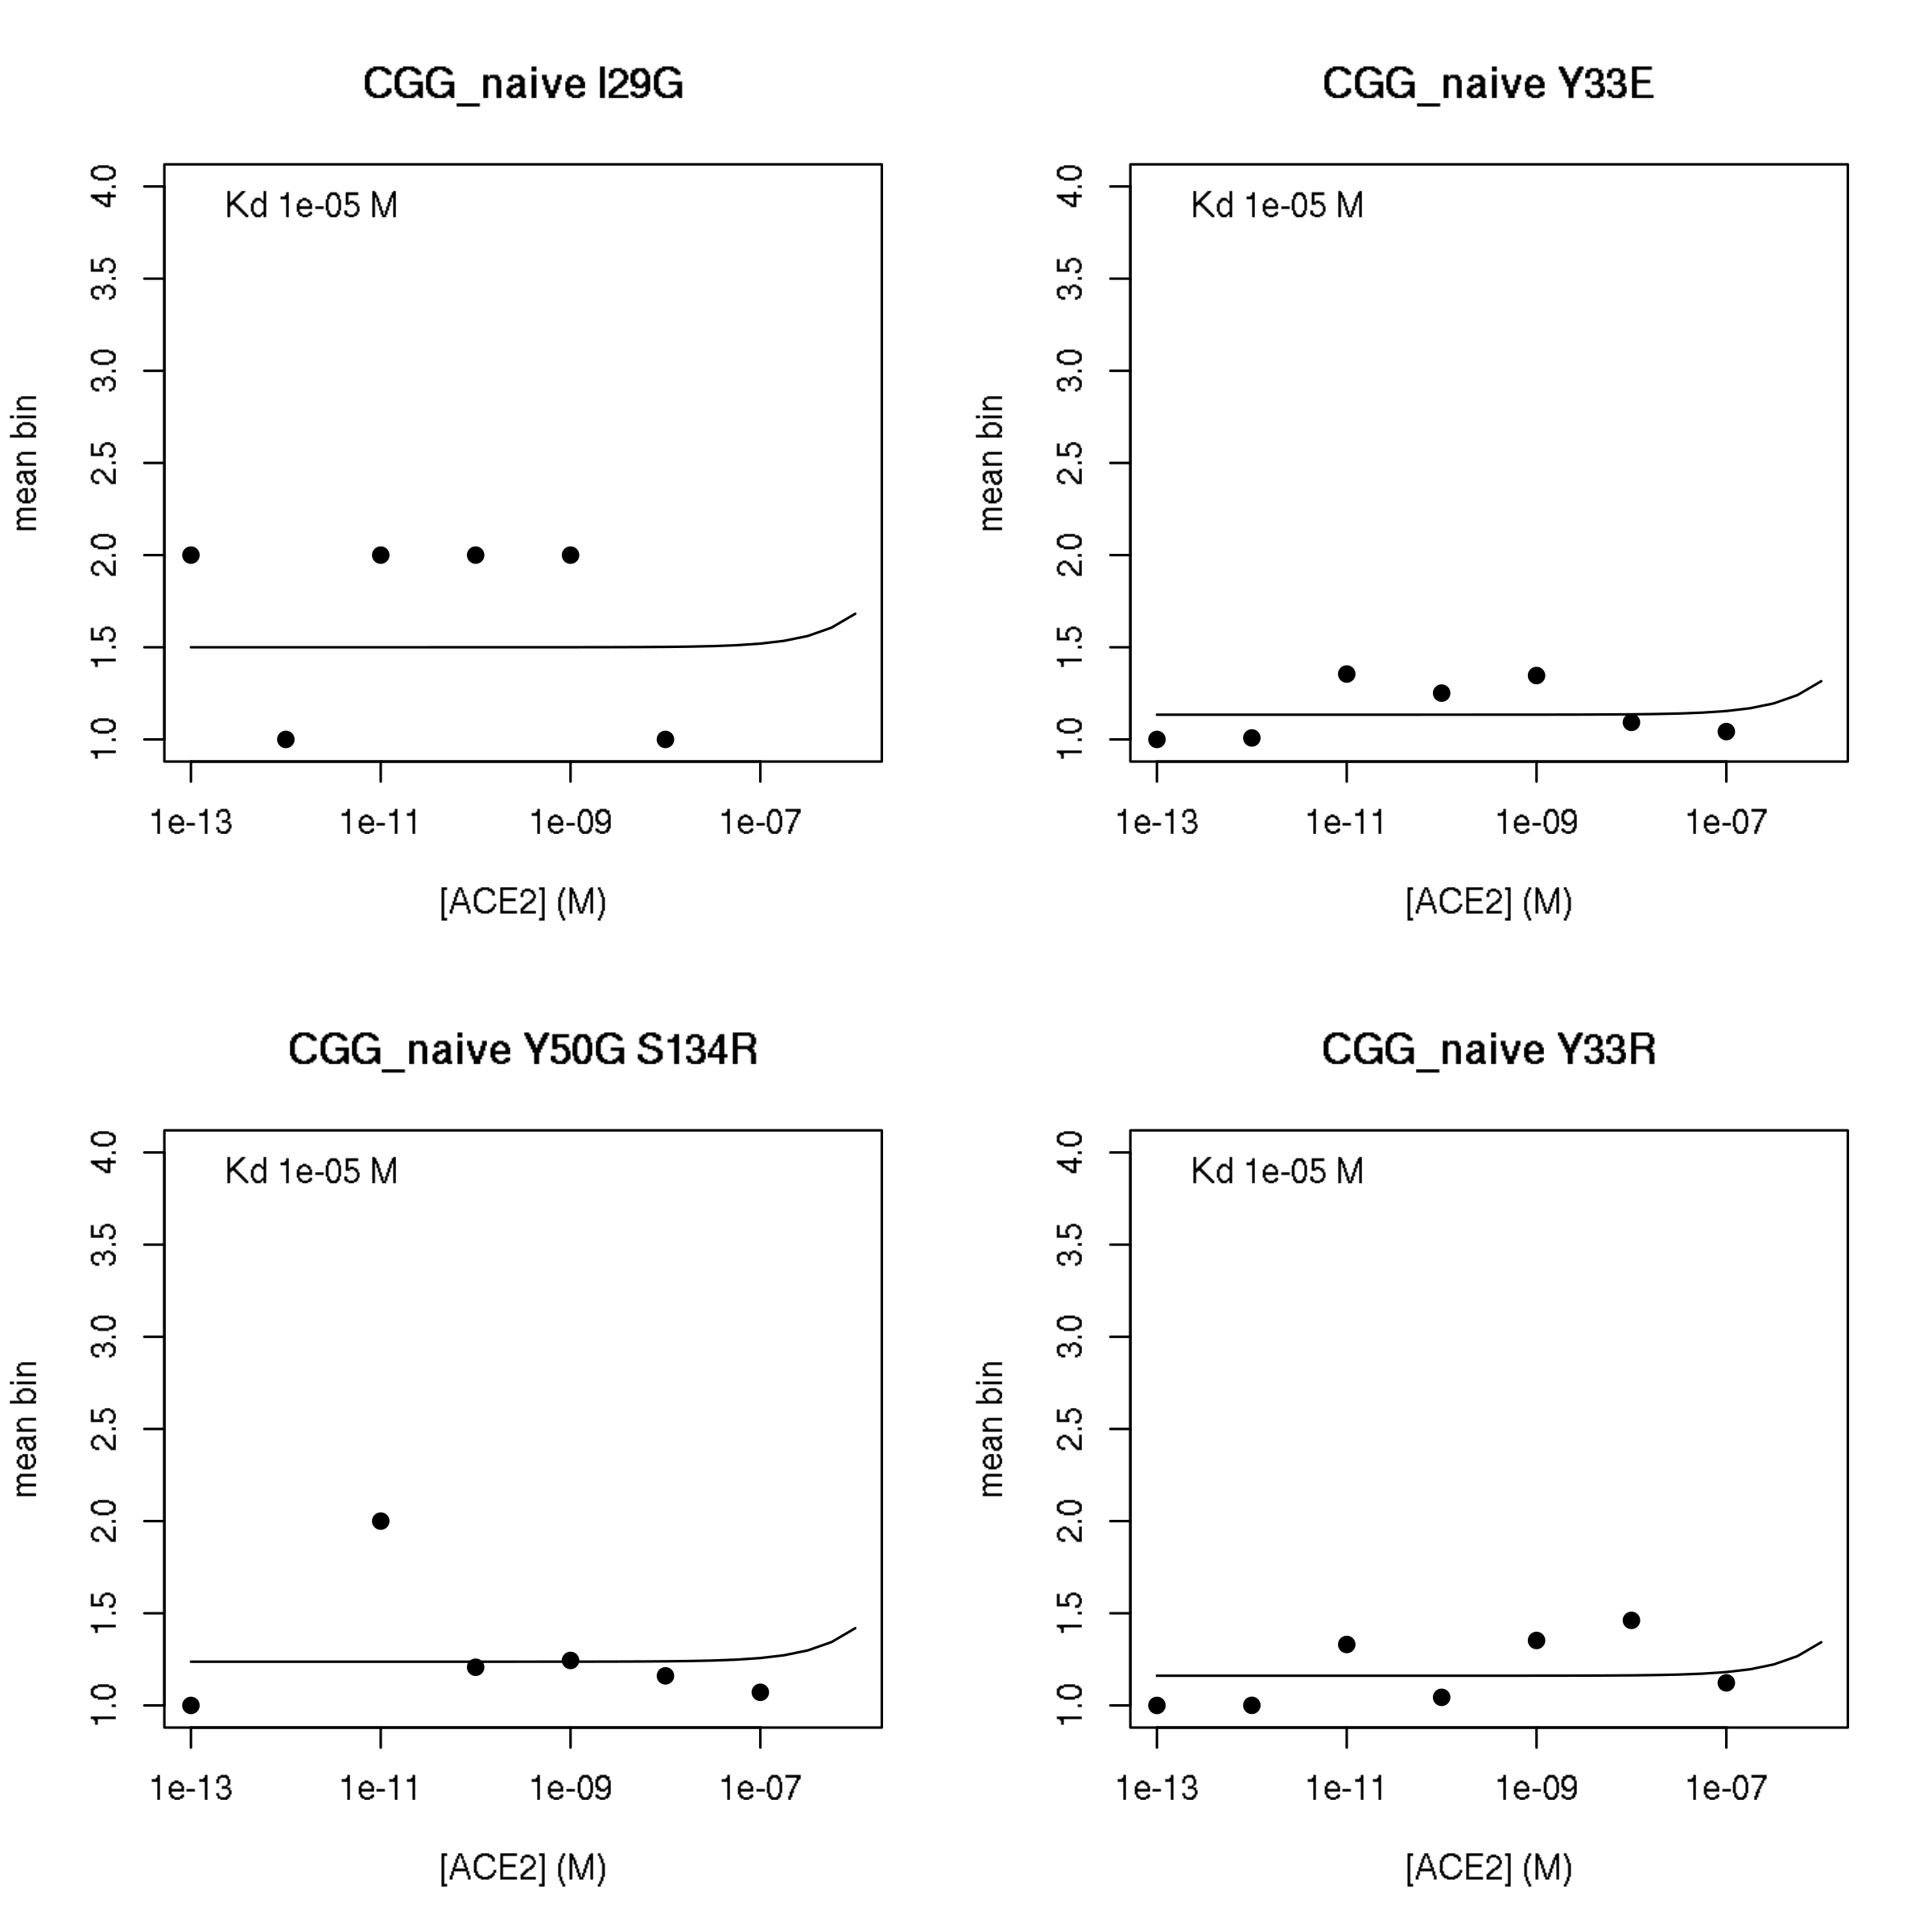 CGG_naive I29G
Kd 1e-05 M
mean bin
4.0
3.5
3.0
2.5
2.0
1.5
1.0
1e-13 1e-11 1e-09 1e-07
[ACE2] (M)
CGG_naive Y33E
Kd 1e-05 M
mean bin
4.0
3.5
3.0
2.5
2.0
1.5
1.0
1e-13 1e-11 1e-09 1e-07
[ACE2] (M)
CGG_naive Y50G S134R
Kd 1e-05 M
mean bin
4.0
3.5
3.0
2.5
2.0
1.5
1.0
1e-13 1e-11 1e-09 1e-07
[ACE2] (M)
CGG_naive Y33R
Kd 1e-05 M
mean bin
4.0
3.5
3.0
2.5
2.0
1.5
1.0
1e-13 1e-11 1e-09 1e-07
[ACE2] (M)